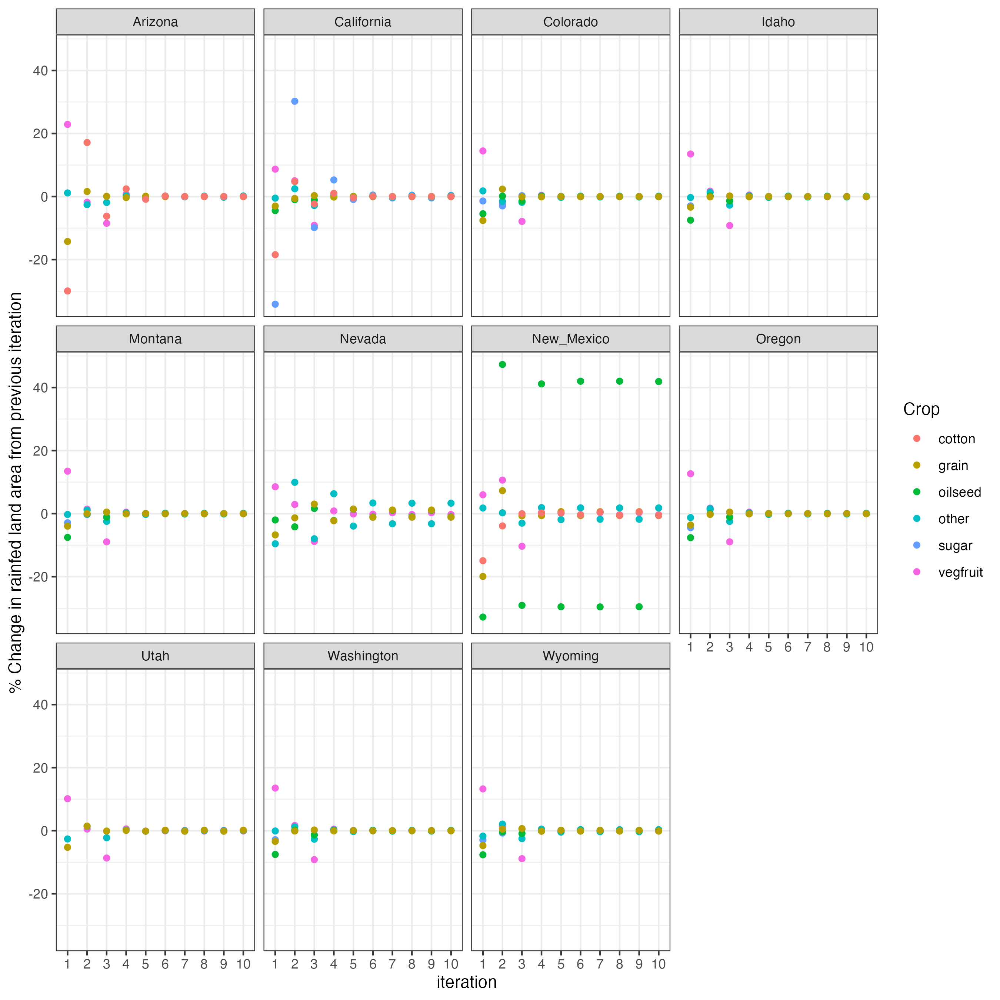 Arizona California Colorado Idaho
40
20
0
-20
Montana Nevada New_Mexico Oregon
40
20
0
-20
1 2 3 4 5 6 7 8 9 10
Utah Washington Wyoming
40
20
0
-20
1 2 3 4 5 6 7 8 9 10 1 2 3 4 5 6 7 8 9 10 1 2 3 4 5 6 7 8 9 10
iteration
% Change in rainfed land area from previous iteration
Crop
cotton
grain
oilseed
other
sugar
vegfruit